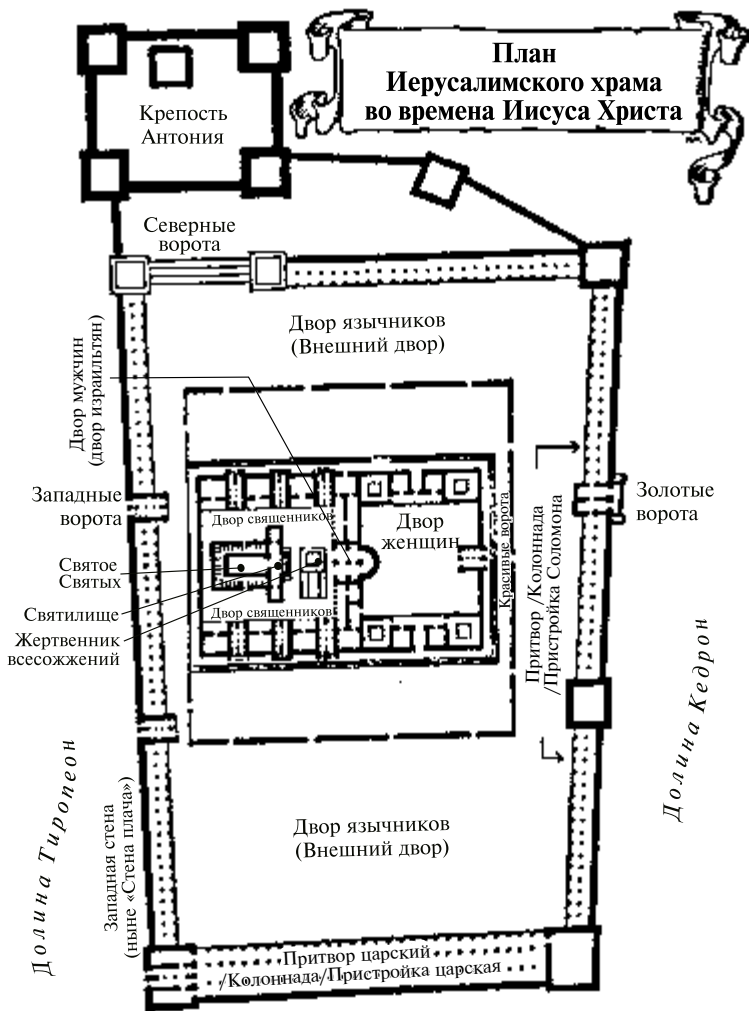 План
Иерусалимского храма
во времена Иисуса Христа
Крепость
Антония
Северные
ворота
Двор язычников
(Внешний двор)
Двор мужчин
(двор израильтян)
Западные
ворота
Золотые
ворота
Двор священников
Двор
женщин
Красивые ворота
Святое
Святых
Святилище
Двор священников
Жертвенник
всесожжений
Притвор /Колоннада
/Пристройка Соломона
Долина Кедрон
Долина Тиропеон
Западная стена
(ныне «Стена плача»)
Двор язычников
(Внешний двор)
Притвор царский
/Колоннада/Пристройка царская